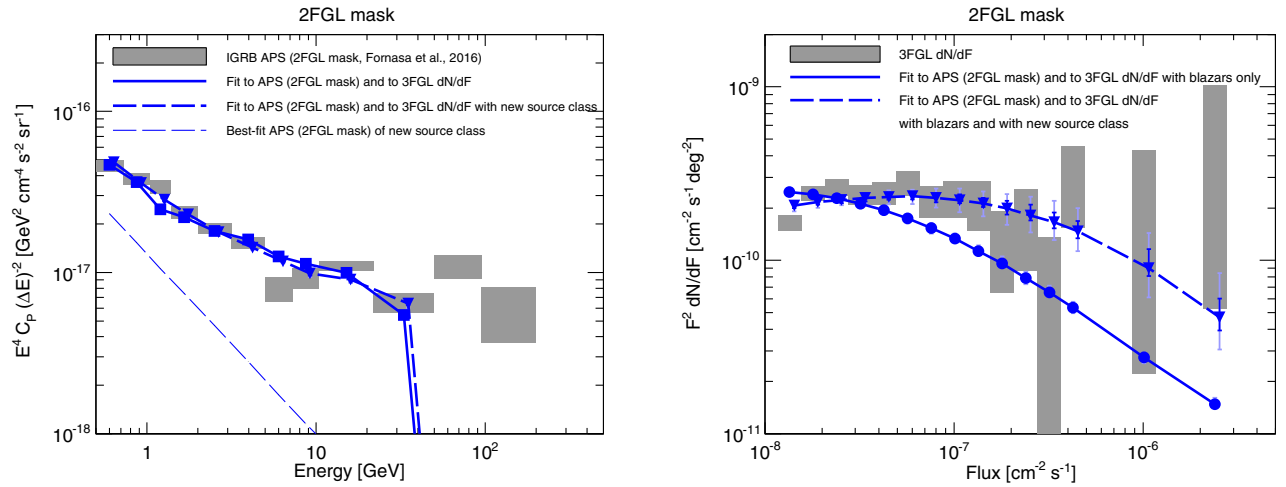 2FGL mask
IGRB APS (2FGL mask, Fornasa et al., 2016)
Fit to APS (2FGL mask) and to 3FGL dN/dF
Fit to APS (2FGL mask) and to 3FGL dN/dF with new source class
Best-fit APS (2FGL mask) of new source class
10⁻¹⁶
10⁻¹⁷
10⁻¹⁸
E⁴ C_P (ΔE)⁻² [GeV² cm⁻⁴ s⁻² sr⁻¹]
1
10
10²
Energy [GeV]
2FGL mask
3FGL dN/dF
Fit to APS (2FGL mask) and to 3FGL dN/dF with blazars only
Fit to APS (2FGL mask) and to 3FGL dN/dF
with blazars and with new source class
10⁻⁹
10⁻¹⁰
10⁻¹¹
F² dN/dF [cm⁻² s⁻¹ deg⁻²]
10⁻⁸
10⁻⁷
10⁻⁶
Flux [cm⁻² s⁻¹]